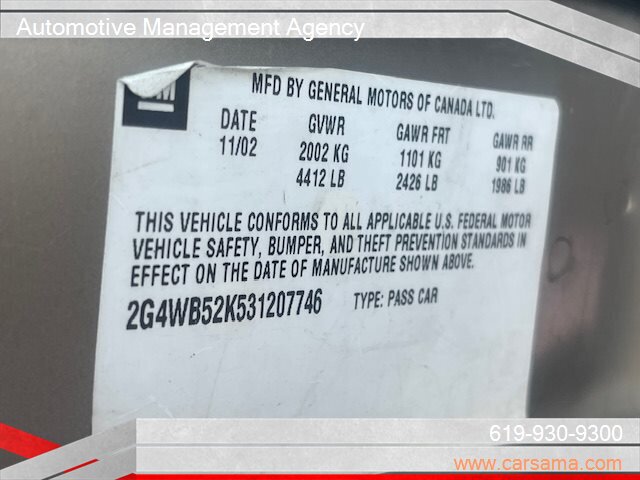 Automotive Management Agency
GM
MFD BY GENERAL MOTORS OF CANADA LTD.
DATE GVWR GAWR FRT GAWR RR
11/02 2002 KG 1101 KG 901 KG
4412 LB 2426 LB 1986 LB
THIS VEHICLE CONFORMS TO ALL APPLICABLE U.S. FEDERAL MOTOR
VEHICLE SAFETY, BUMPER, AND THEFT PREVENTION STANDARDS IN
EFFECT ON THE DATE OF MANUFACTURE SHOWN ABOVE.
2G4WB52K531207746 TYPE: PASS CAR
619-930-9300
www.carsama.com